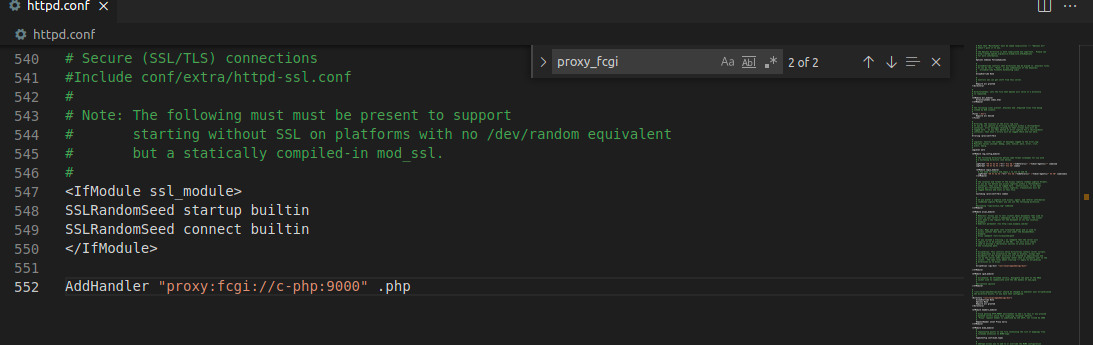 httpd.conf
httpd.conf
proxy_fcgi
Aa
Abl
.*
2 of 2
540 # Secure (SSL/TLS) connections
541 #Include conf/extra/httpd-ssl.conf
542 #
543 # Note: The following must must be present to support
544 #       starting without SSL on platforms with no /dev/random equivalent
545 #       but a statically compiled-in mod_ssl.
546 #
547 <IfModule ssl_module>
548 SSLRandomSeed startup builtin
549 SSLRandomSeed connect builtin
550 </IfModule>
551
552 AddHandler "proxy:fcgi://c-php:9000" .php